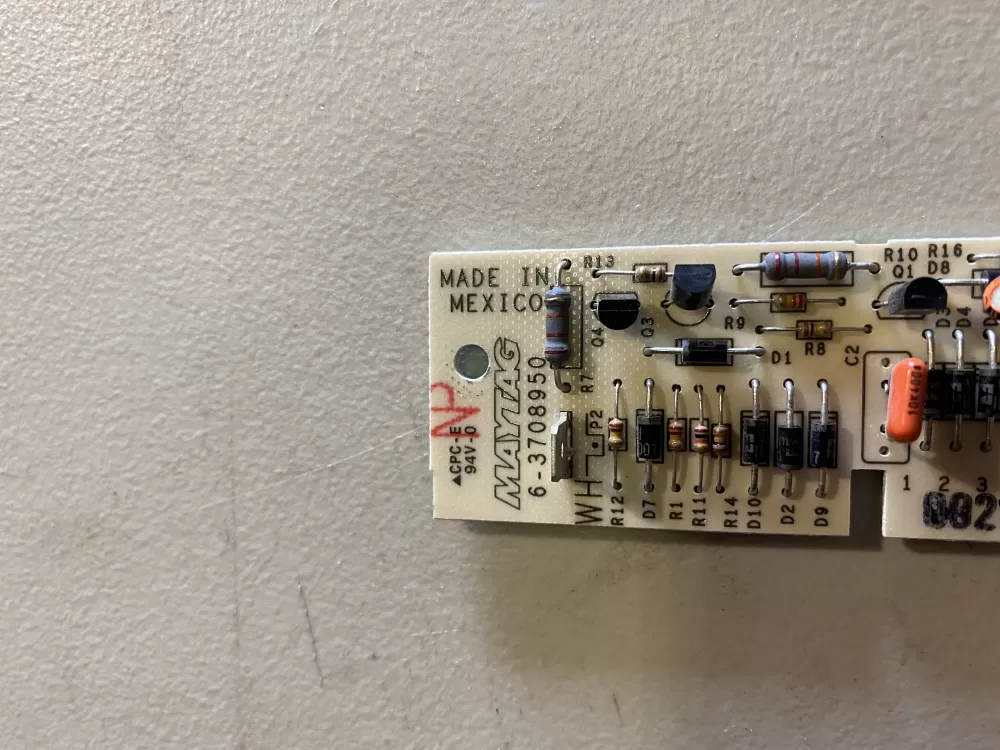 MADE IN
MEXICO
NP
▲CPC-E
94V-0
MAYTAG
6-3708950
R13
Q4
Q3
R7
R9
R8
D1
C2
R10
Q1
R16
D8
D3
D4
P2
WH
R12
D7
R1
R11
R14
D10
D2
D9
1 2 3